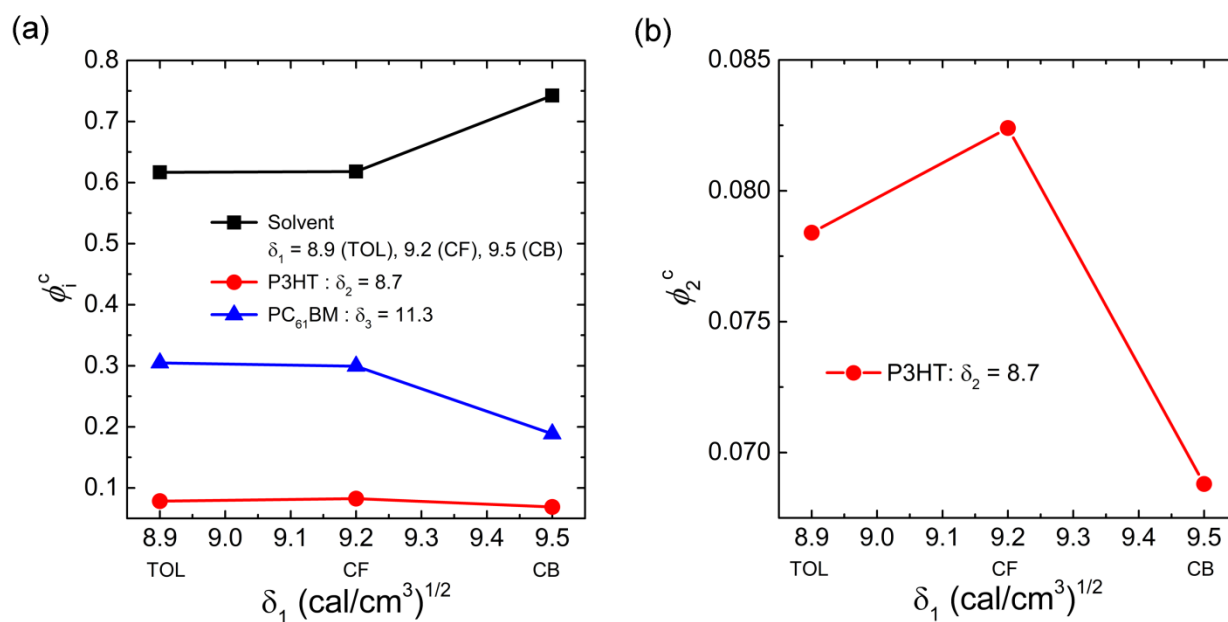 (a)
0.8
0.7
0.6
0.5
0.4
0.3
0.2
0.1
ϕᵢᶜ
Solvent
δ₁ = 8.9 (TOL), 9.2 (CF), 9.5 (CB)
P3HT : δ₂ = 8.7
PC₆₁BM : δ₃ = 11.3
8.9 9.0 9.1 9.2 9.3 9.4 9.5
TOL CF CB
δ₁ (cal/cm³)¹/²
(b)
0.085
0.080
0.075
0.070
ϕ₂ᶜ
P3HT: δ₂ = 8.7
8.9 9.0 9.1 9.2 9.3 9.4 9.5
TOL CF CB
δ₁ (cal/cm³)¹/²